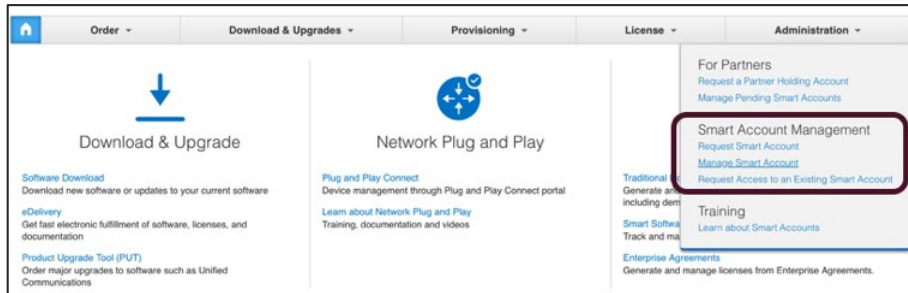 Order
Download & Upgrades
Provisioning
License
Administration
Download & Upgrade
Software Download
Download new software or updates to your current software
eDelivery
Get fast electronic fulfillment of software, licenses, and
documentation
Product Upgrade Tool (PUT)
Order major upgrades to software such as Unified
Communications
Network Plug and Play
Plug and Play Connect
Device management through Plug and Play Connect portal
Learn about Network Plug and Play
Training, documentation and videos
Traditional
Generate and
including
Smart
Track and
Enterprise Agreements
Generate and manage licenses from Enterprise Agreements.
For Partners
Request a Partner Holding Account
Manage Pending Smart Accounts
Smart Account Management
Request Smart Account
Manage Smart Account
Request Access to an Existing Smart Account
Training
Learn about Smart Accounts